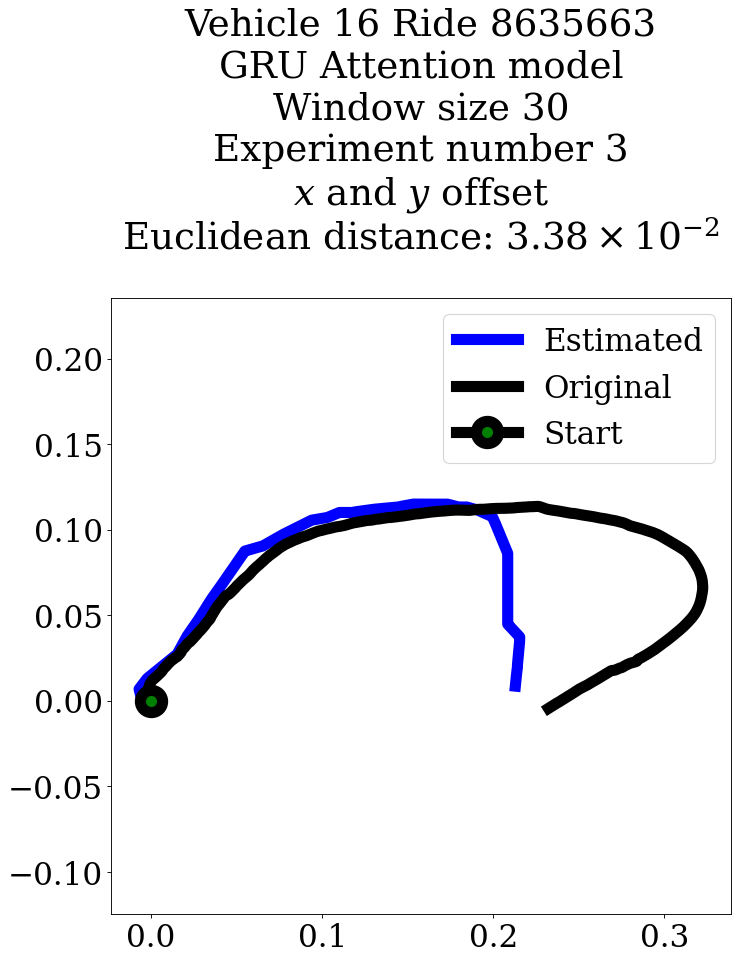 Vehicle 16 Ride 8635663
GRU Attention model
Window size 30
Experiment number 3
x and y offset
Euclidean distance: 3.38 × 10⁻²
Estimated
Original
Start
0.20
0.15
0.10
0.05
0.00
−0.05
−0.10
0.0 0.1 0.2 0.3